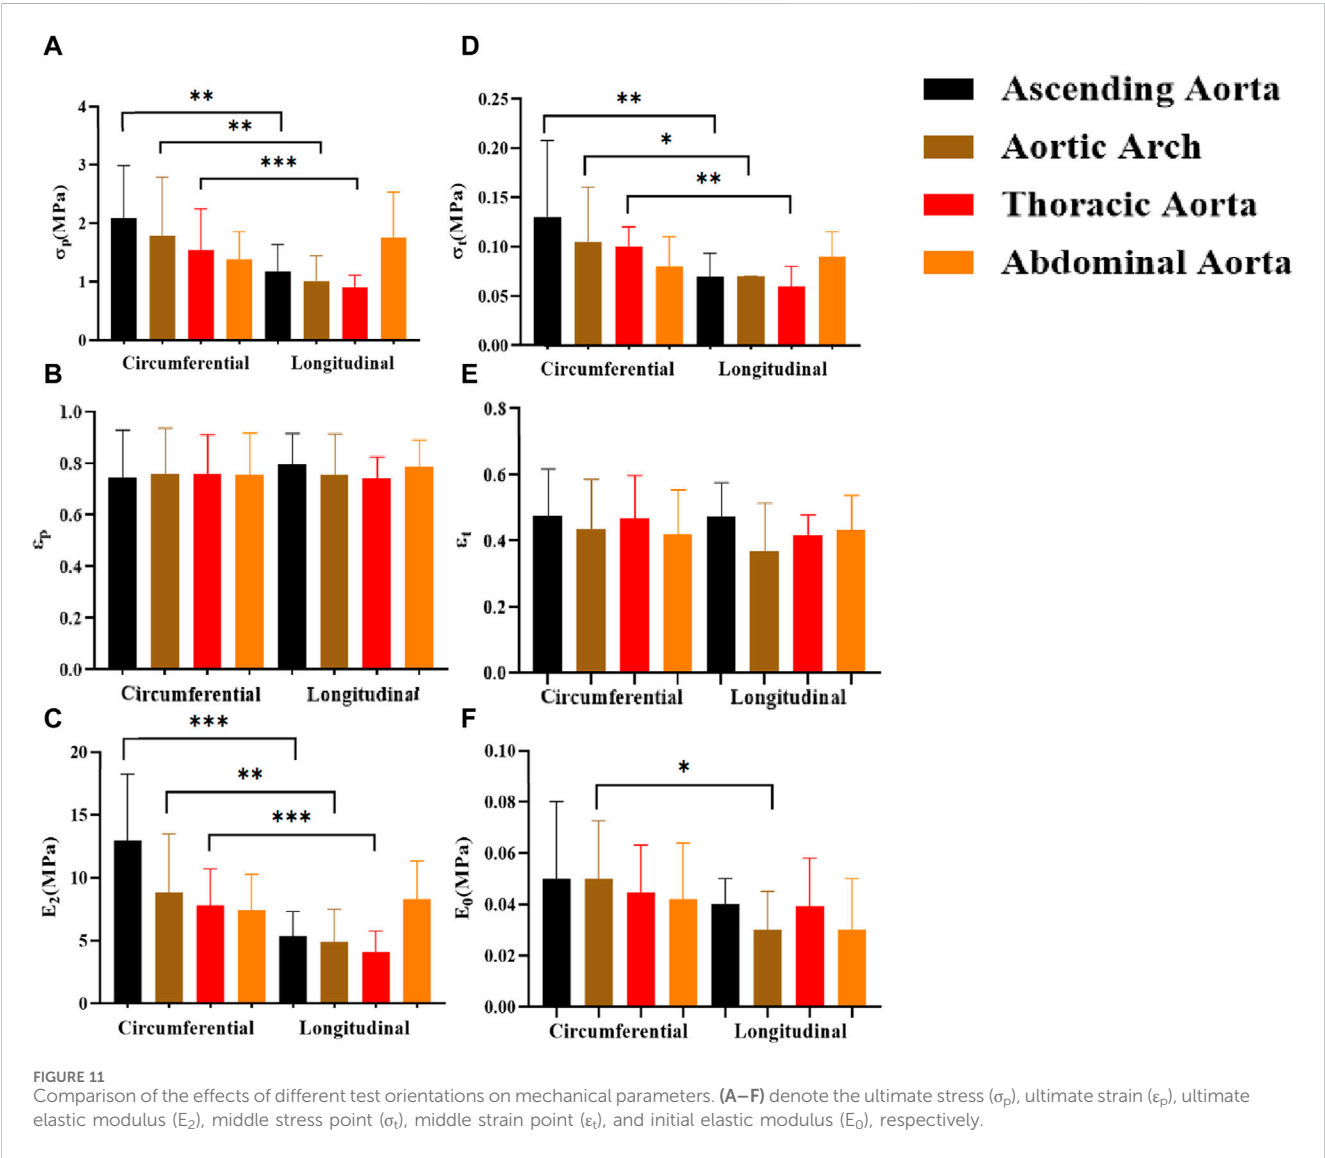 A
**
**
***
4
3
2
1
0
σp(MPa)
Circumferential Longitudinal
D
**
*
**
0.25
0.20
0.15
0.10
0.05
0.00
σt(MPa)
Circumferential Longitudinal
Ascending Aorta
Aortic Arch
Thoracic Aorta
Abdominal Aorta
B
1.0
0.8
0.6
0.4
0.2
0.0
εp
Circumferential Longitudinal
E
0.8
0.6
0.4
0.2
0.0
εt
Circumferential Longitudinal
C
***
**
***
20
15
10
5
0
E2(MPa)
Circumferential Longitudinal
F
*
0.10
0.08
0.06
0.04
0.02
0.00
E0(MPa)
Circumferential Longitudinal
FIGURE 11
Comparison of the effects of different test orientations on mechanical parameters. (A–F) denote the ultimate stress (σp), ultimate strain (εp), ultimate
elastic modulus (E2), middle stress point (σt), middle strain point (εt), and initial elastic modulus (E0), respectively.